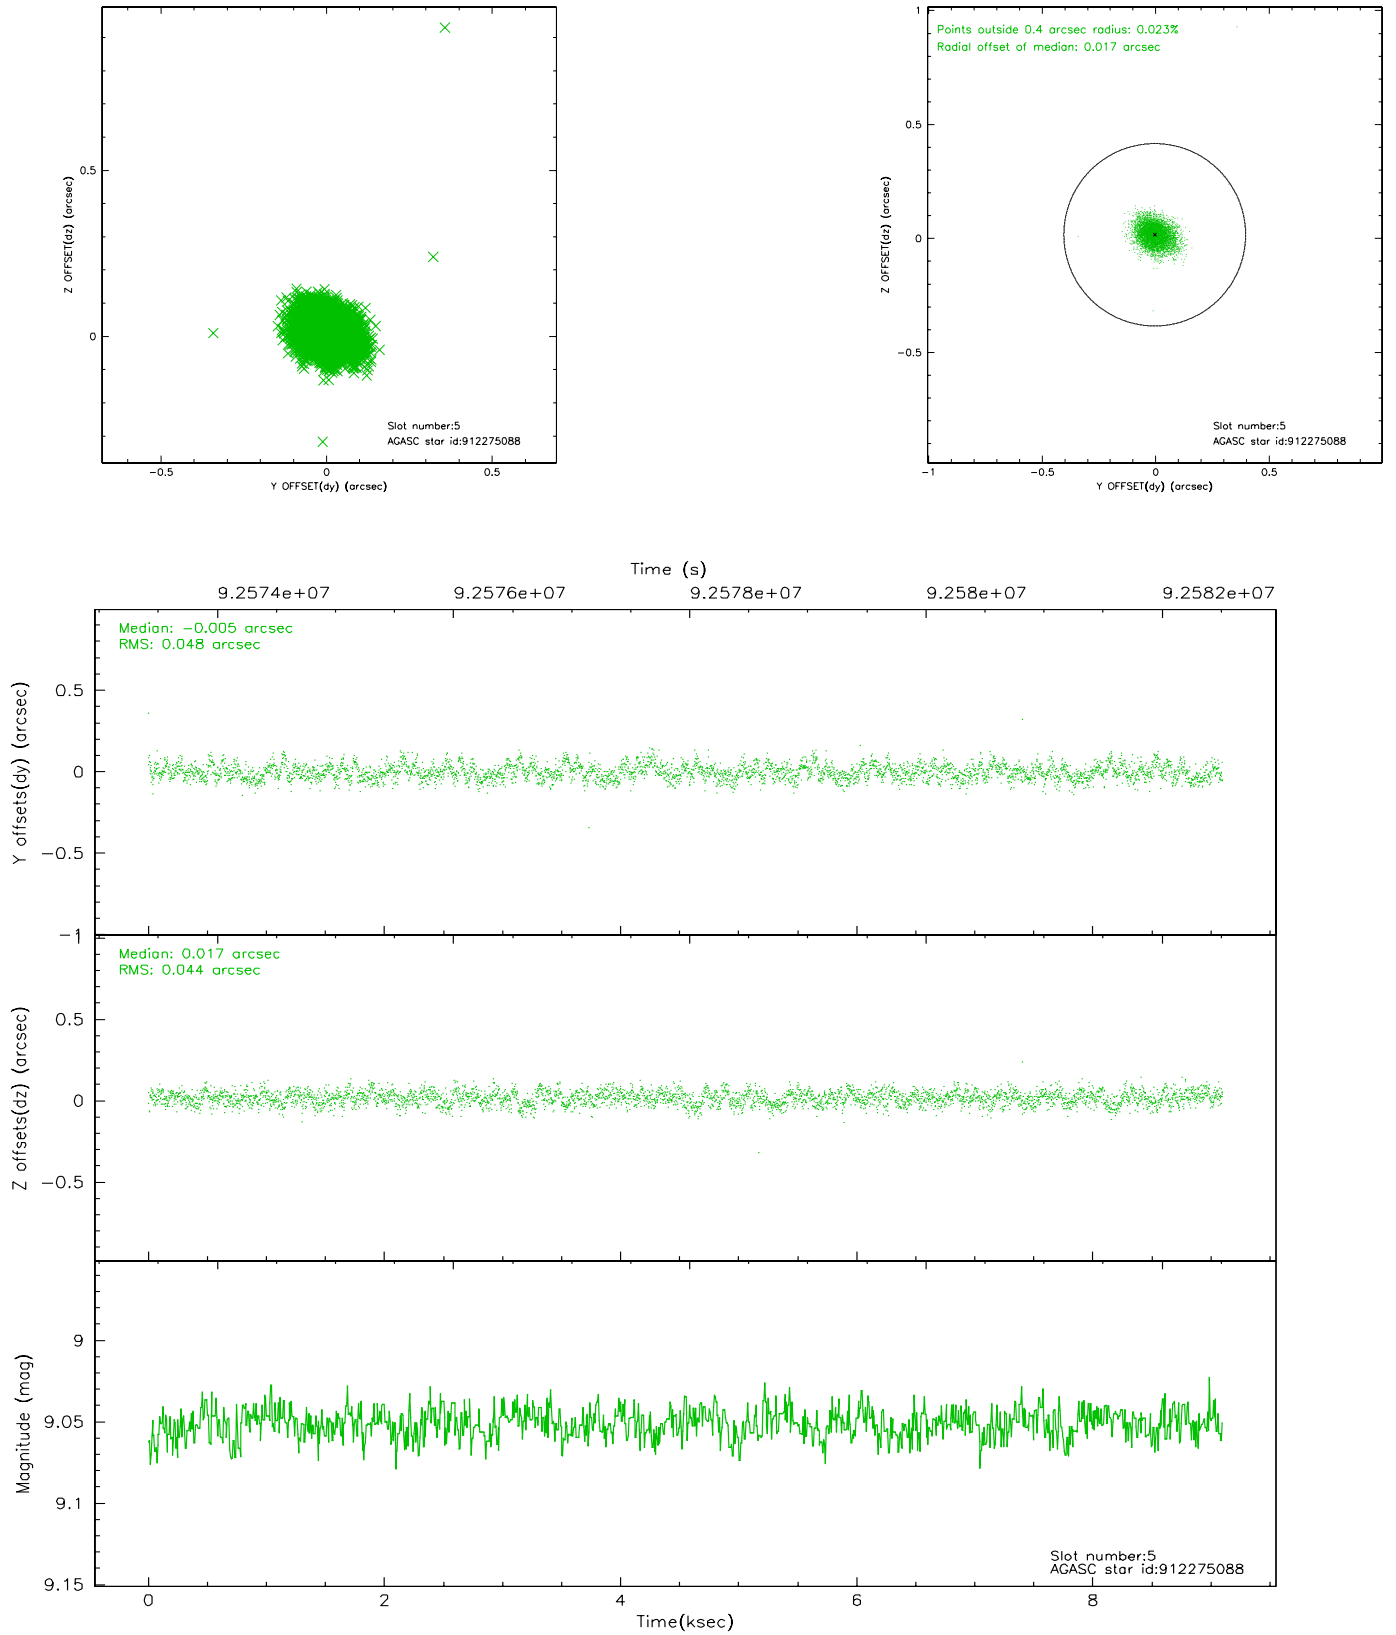 0.5
0
Z OFFSET(dz) (arcsec)
Slot number:5
AGASC star id:912275088
-0.5
0
0.5
Y OFFSET(dy) (arcsec)
1
0.5
0
-0.5
Z OFFSET(dz) (arcsec)
Points outside 0.4 arcsec radius: 0.023%
Radial offset of median: 0.017 arcsec
Slot number:5
AGASC star id:912275088
-1
-0.5
0
0.5
Y OFFSET(dy) (arcsec)
Time (s)
9.2574e+07
9.2576e+07
9.2578e+07
9.258e+07
9.2582e+07
Median: -0.005 arcsec
RMS: 0.048 arcsec
0.5
0
-0.5
-1
Y offsets(dy) (arcsec)
Median: 0.017 arcsec
RMS: 0.044 arcsec
1
0.5
0
-0.5
Z offsets(dz) (arcsec)
9
9.05
9.1
9.15
Magnitude (mag)
Slot number:5
AGASC star id:912275088
0
2
4
6
8
Time(ksec)